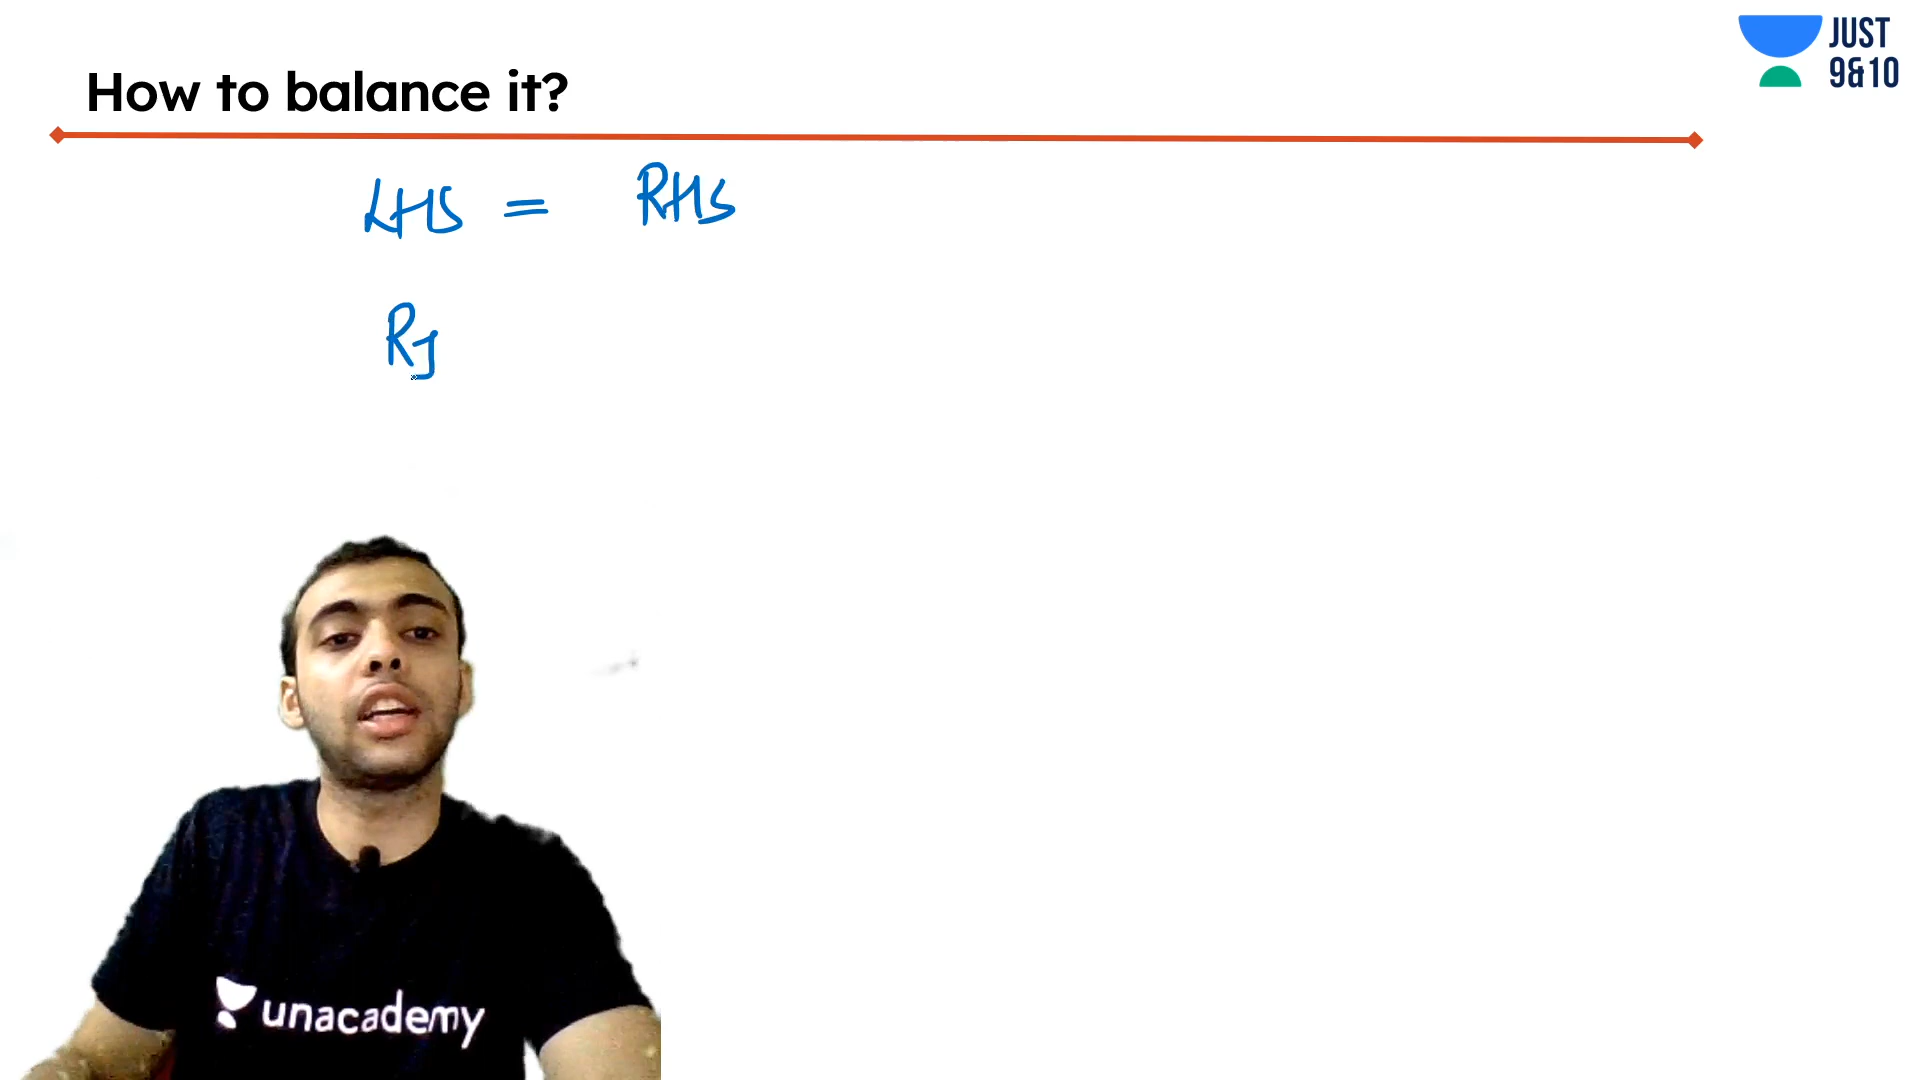 JUST
9&10
How to balance it?
LHS = RHS
RJ
unacademy